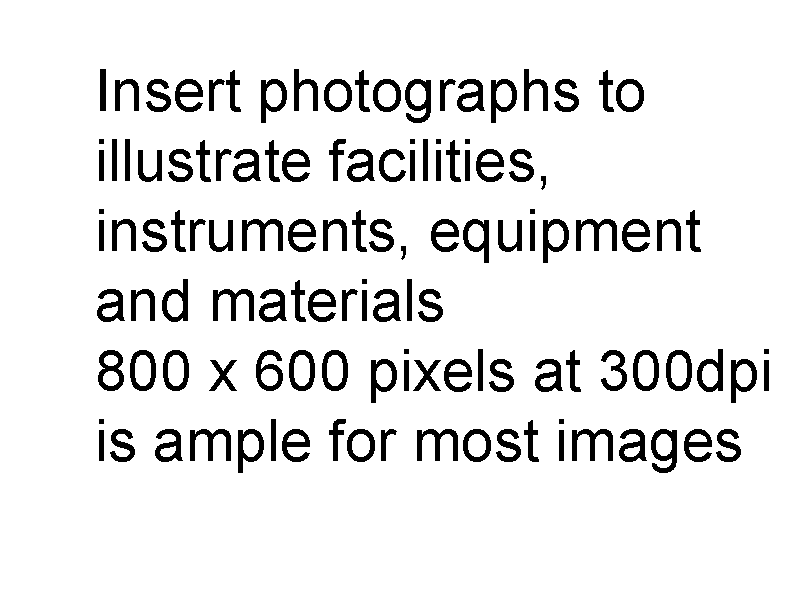 Insert photographs to
illustrate facilities,
instruments, equipment
and materials
800 x 600 pixels at 300dpi
is ample for most images